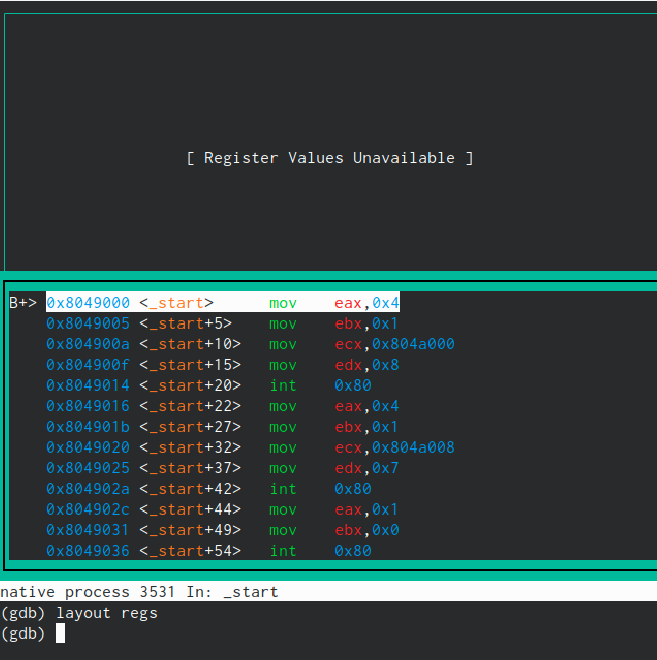 [ Register Values Unavailable ]
B+> 0x8049000 <_start> mov eax,0x4
0x8049005 <_start+5> mov ebx,0x1
0x804900a <_start+10> mov ecx,0x804a000
0x804900f <_start+15> mov edx,0x8
0x8049014 <_start+20> int 0x80
0x8049016 <_start+22> mov eax,0x4
0x804901b <_start+27> mov ebx,0x1
0x8049020 <_start+32> mov ecx,0x804a008
0x8049025 <_start+37> mov edx,0x7
0x804902a <_start+42> int 0x80
0x804902c <_start+44> mov eax,0x1
0x8049031 <_start+49> mov ebx,0x0
0x8049036 <_start+54> int 0x80
native process 3531 In: _start
(gdb) layout regs
(gdb)